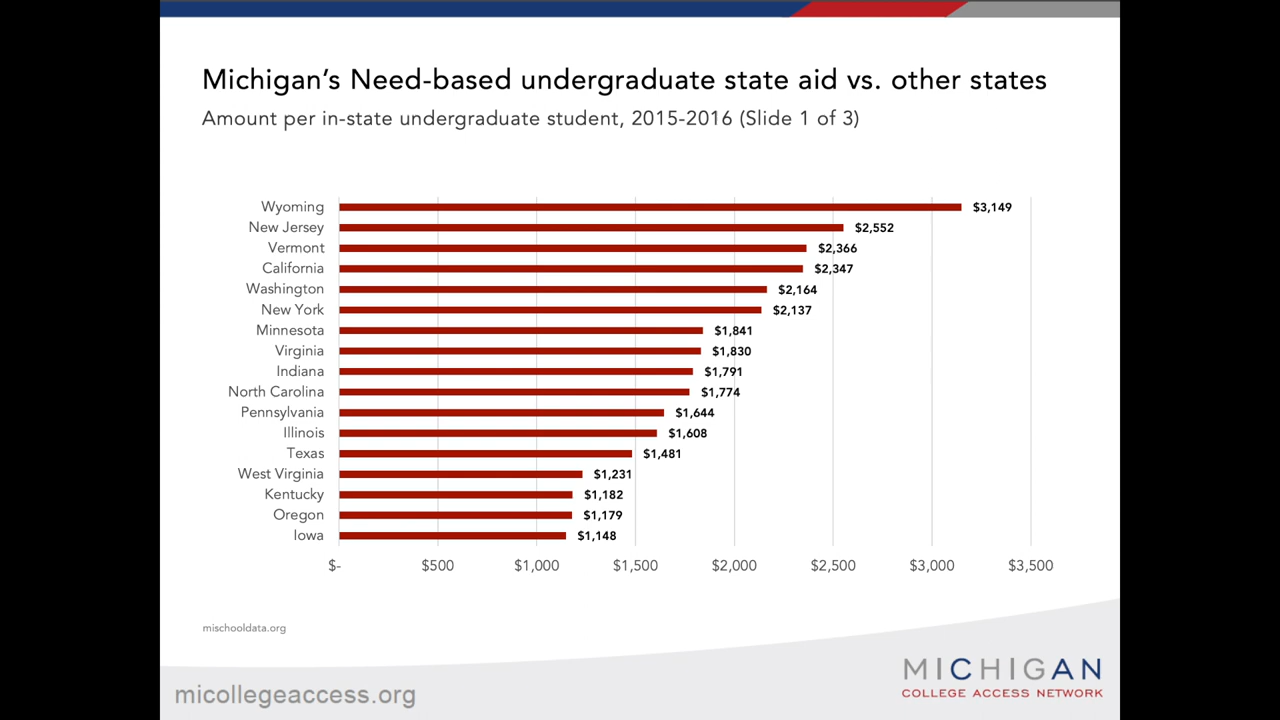 Michigan's Need-based undergraduate state aid vs. other states
Amount per in-state undergraduate student, 2015-2016 (Slide 1 of 3)
Wyoming $3,149
New Jersey $2,552
Vermont $2,366
California $2,347
Washington $2,164
New York $2,137
Minnesota $1,841
Virginia $1,830
Indiana $1,791
North Carolina $1,774
Pennsylvania $1,644
Illinois $1,608
Texas $1,481
West Virginia $1,231
Kentucky $1,182
Oregon $1,179
Iowa $1,148
$- $500 $1,000 $1,500 $2,000 $2,500 $3,000 $3,500
mischooldata.org
MICHIGAN
COLLEGE ACCESS NETWORK
micollegeaccess.org